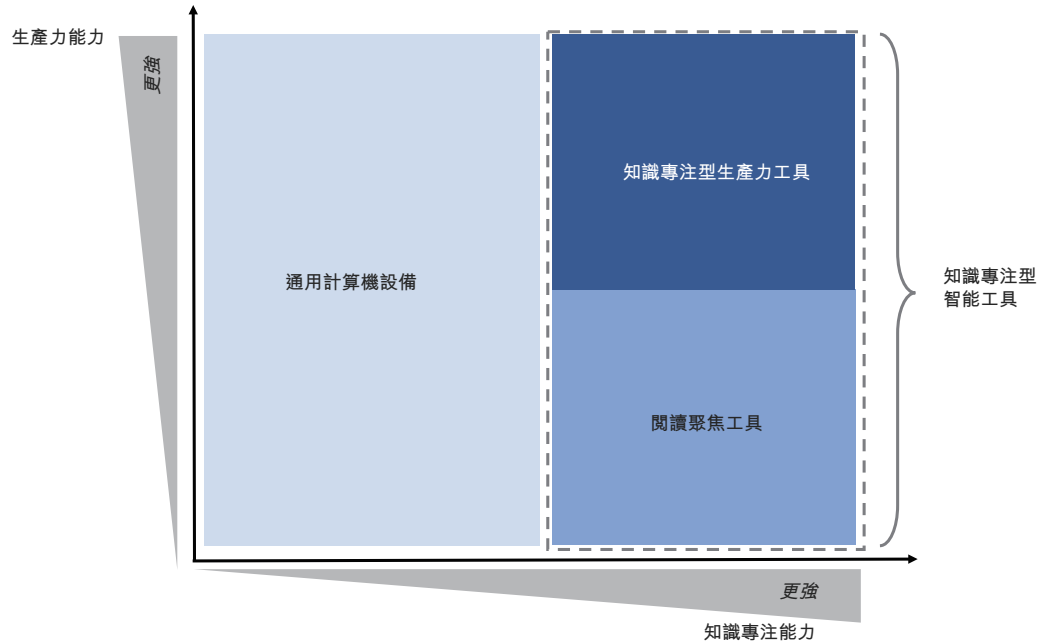 生產力能力
更強
知識專注型生產力工具
通用計算機設備
知識專注型
智能工具
閱讀聚焦工具
更強
知識專注能力